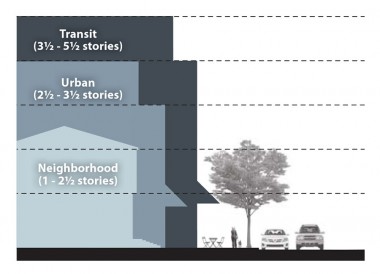 Transit
(3½ - 5½ stories)
Urban
(2½ - 3½ stories)
Neighborhood
(1 - 2½ stories)